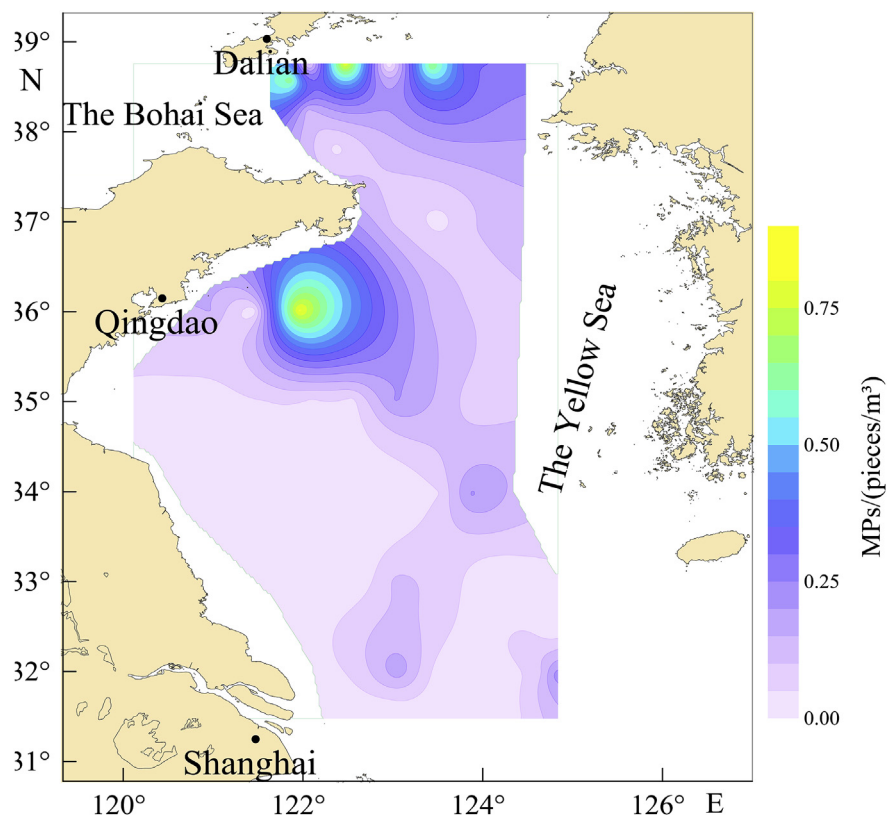 39°
N
Dalian
The Bohai Sea
38°
37°
36°
Qingdao
35°
34°
33°
32°
31°
Shanghai
The Yellow Sea
120°
122°
124°
126°
E
0.75
0.50
0.25
0.00
MPs/(pieces/m³)